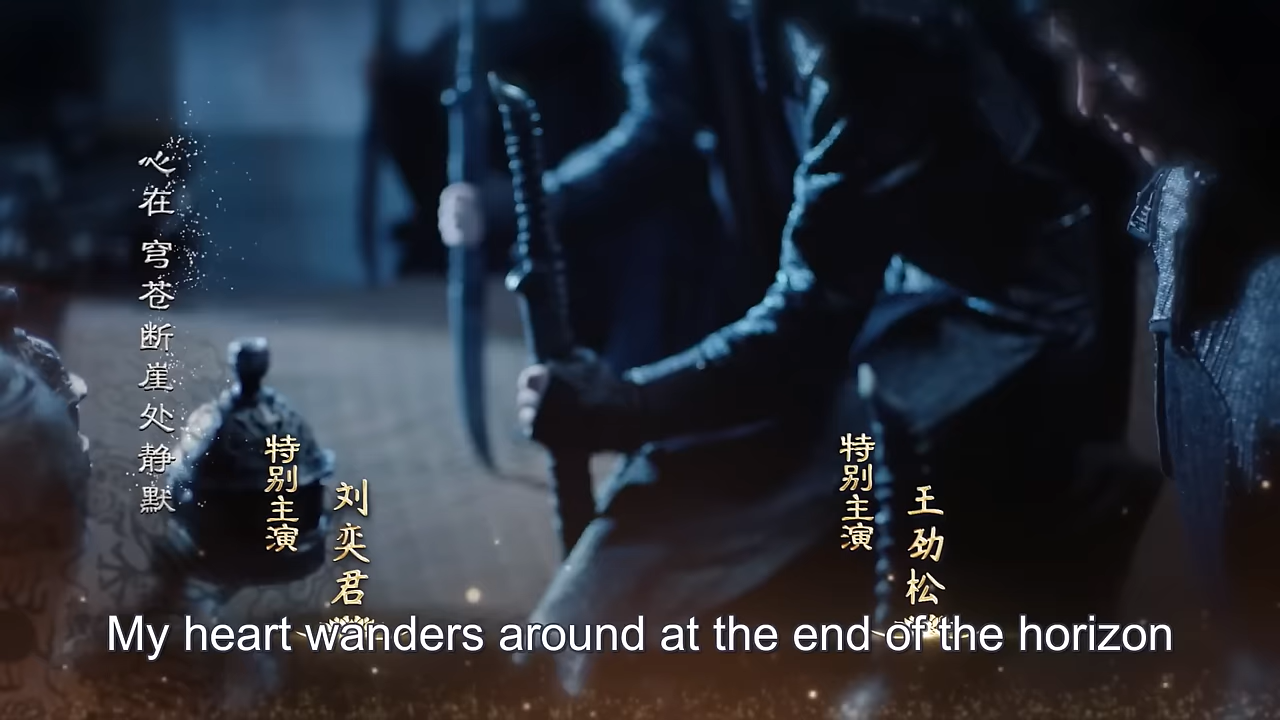 心在 穹苍断崖处静默
特别主演
刘奕君
特别主演
王劲松
My heart wanders around at the end of the horizon